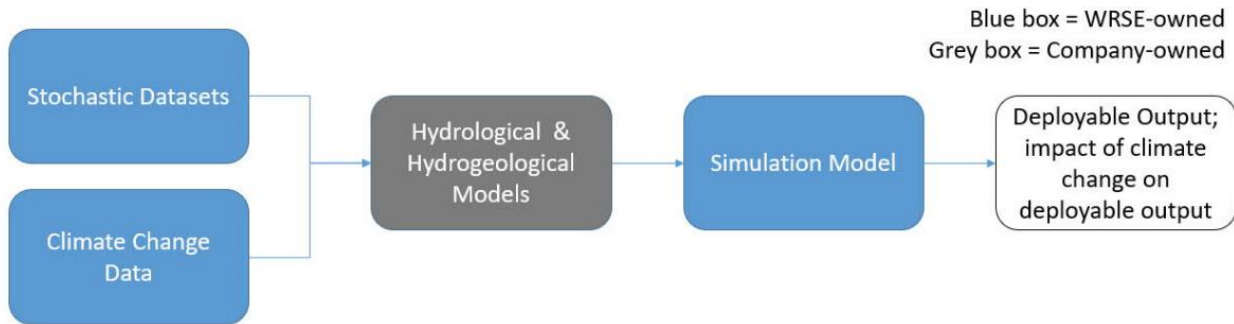 Blue box = WRSE-owned
Grey box = Company-owned
Stochastic Datasets
Climate Change
Data
Hydrological &
Hydrogeological
Models
Simulation Model
Deployable Output;
impact of climate
change on
deployable output